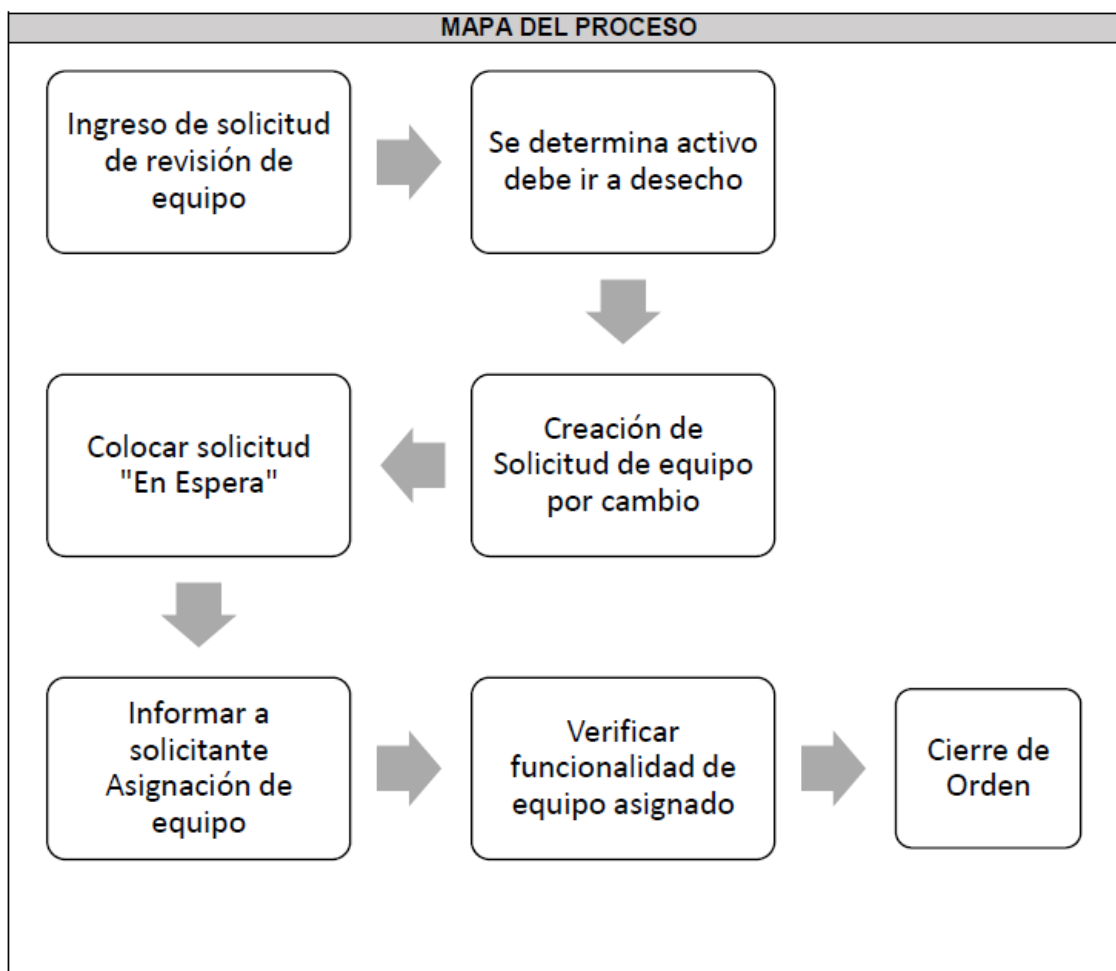 MAPA DEL PROCESO
Ingreso de solicitud
de revisión de
equipo
Se determina activo
debe ir a desecho
Creación de
Solicitud de equipo
por cambio
Colocar solicitud
"En Espera"
Informar a
solicitante
Asignación de
equipo
Verificar
funcionalidad de
equipo asignado
Cierre de
Orden